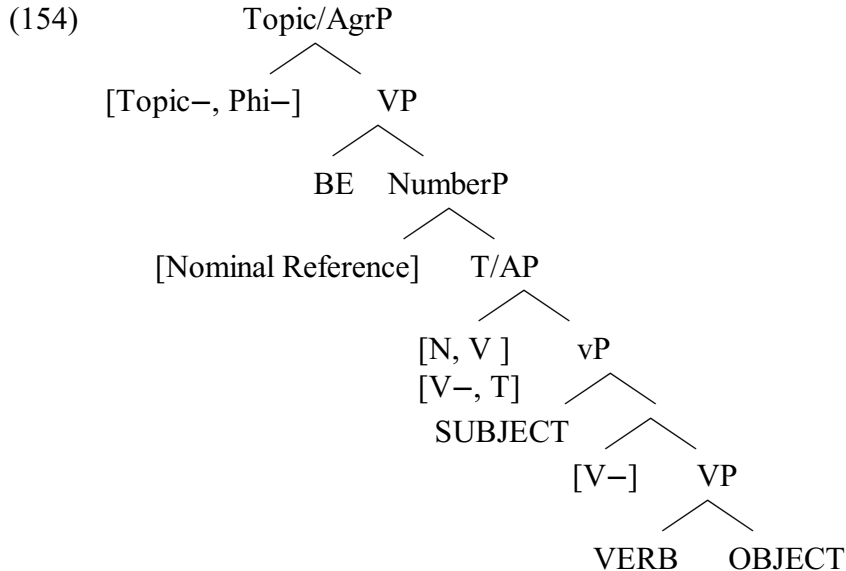 (154) Topic/AgrP
[Topic−, Phi−] VP
BE NumberP
[Nominal Reference] T/AP
[N, V ] vP
[V−, T]
SUBJECT
[V−] VP
VERB OBJECT